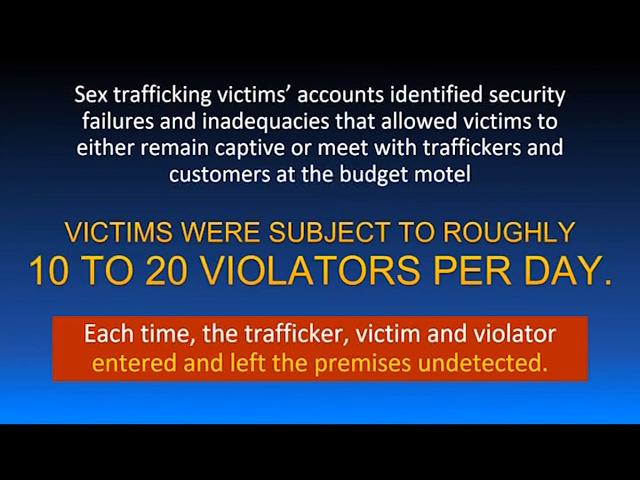 Sex trafficking victims’ accounts identified security
failures and inadequacies that allowed victims to
either remain captive or meet with traffickers and
customers at the budget motel
VICTIMS WERE SUBJECT TO ROUGHLY
10 TO 20 VIOLATORS PER DAY.
Each time, the trafficker, victim and violator
entered and left the premises undetected.